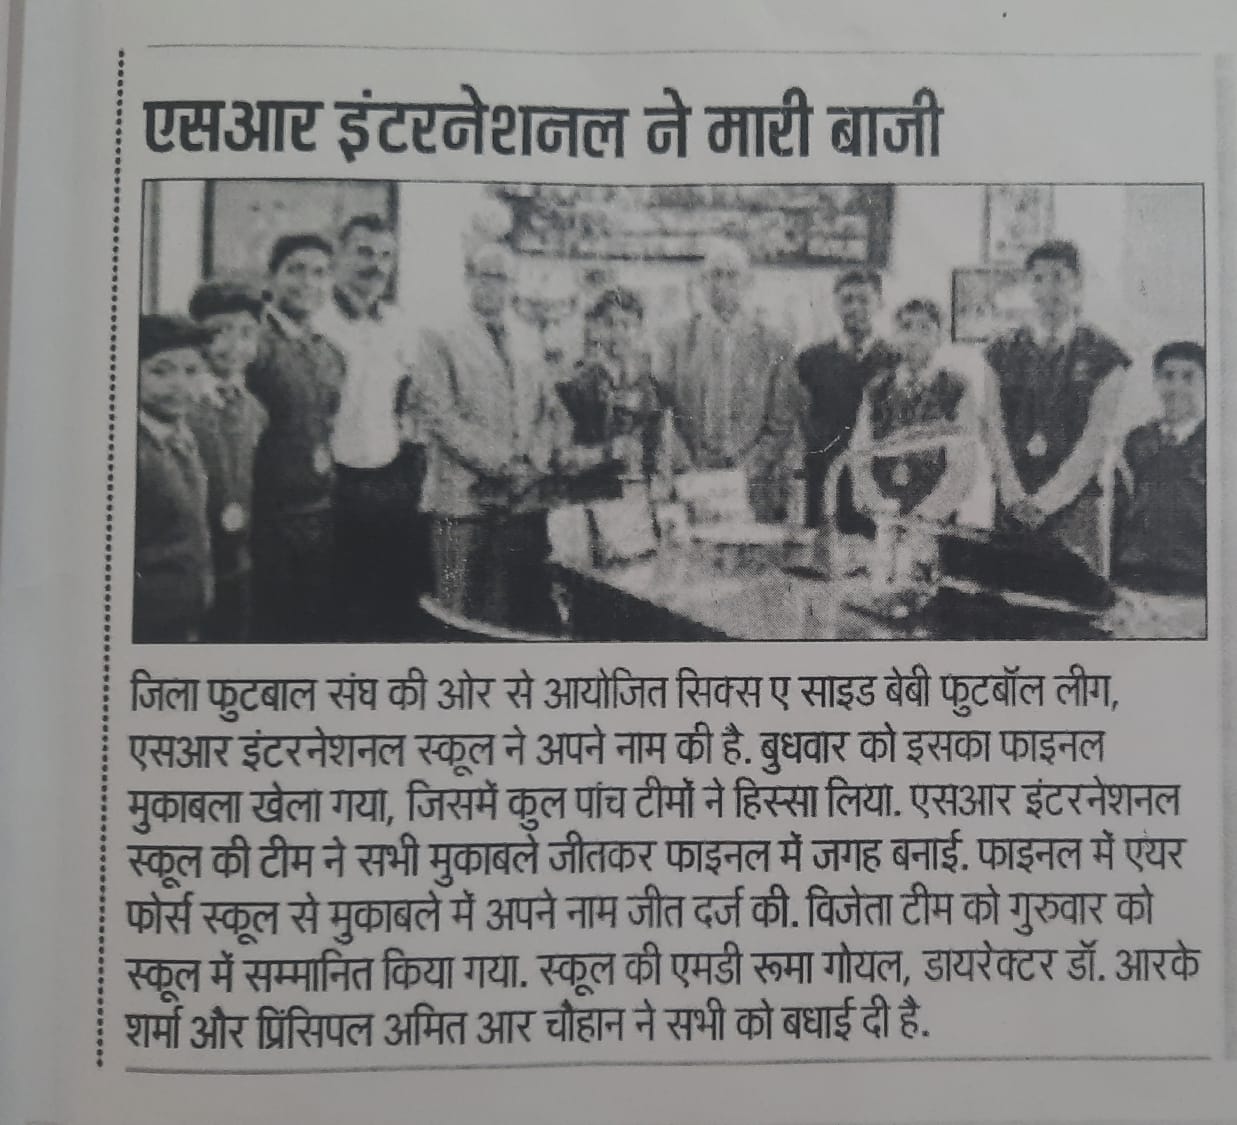 एसआर इंटरनेशनल ने मारी बाजी
जिला फुटबाल संघ की ओर से आयोजित सिक्स ए साइड बेबी फुटबॉल लीग,
एसआर इंटरनेशनल स्कूल ने अपने नाम की है. बुधवार को इसका फाइनल
मुकाबला खेला गया, जिसमें कुल पांच टीमों ने हिस्सा लिया. एसआर इंटरनेशनल
स्कूल की टीम ने सभी मुकाबले जीतकर फाइनल में जगह बनाई. फाइनल में एयर
फोर्स स्कूल से मुकाबले में अपने नाम जीत दर्ज की. विजेता टीम को गुरुवार को
स्कूल में सम्मानित किया गया. स्कूल की एमडी रूमा गोयल, डायरेक्टर डॉ. आरके
शर्मा और प्रिंसिपल अमित आर चौहान ने सभी को बधाई दी है.